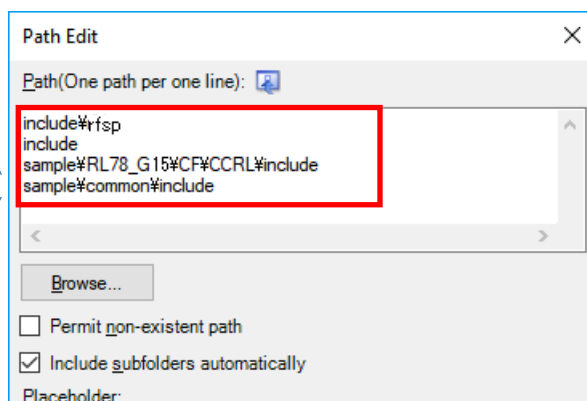 Path Edit
Path(One path per one line):
include¥rfsp
include
sample¥RL78_G15¥CF¥CCRL¥include
sample¥common¥include
Browse...
Permit non-existent path
Include subfolders automatically
Placeholder: